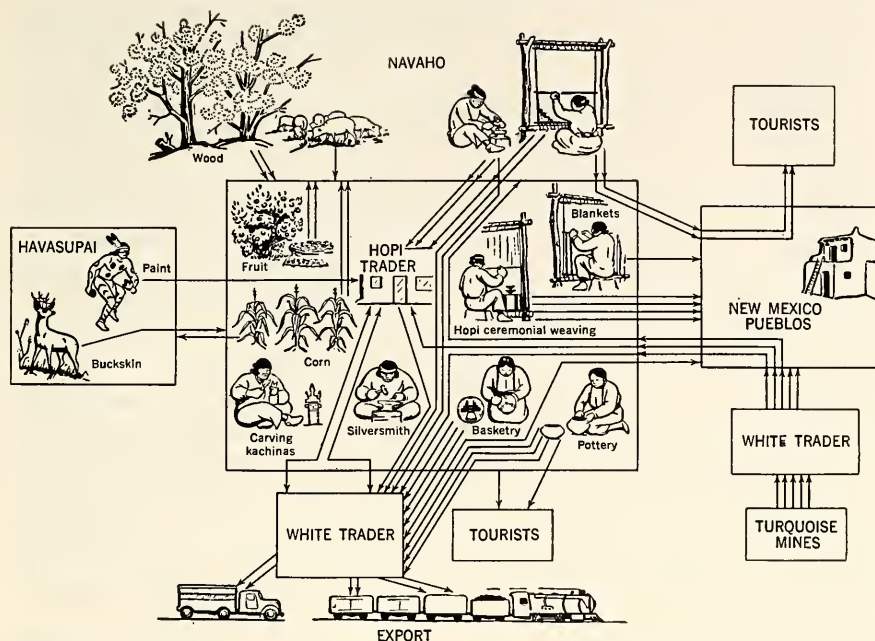 NAVAHO
Wood
TOURISTS
HAVASUPAI
Paint
Buckskin
Fruit
HOPI
TRADER
Blankets
Hopi ceremonial weaving
NEW MEXICO
PUEBLOS
Corn
Carving
kachinas
Silversmith
Basketry
Pottery
WHITE TRADER
TURQUOISE
MINES
WHITE TRADER
TOURISTS
EXPORT